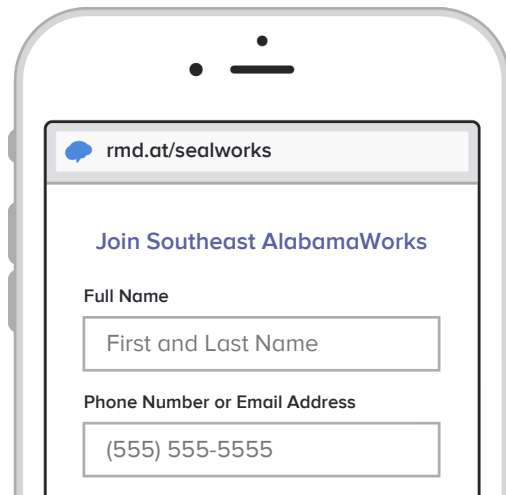 rmd.at/sealworks
Join Southeast AlabamaWorks
Full Name
First and Last Name
Phone Number or Email Address
(555) 555-5555